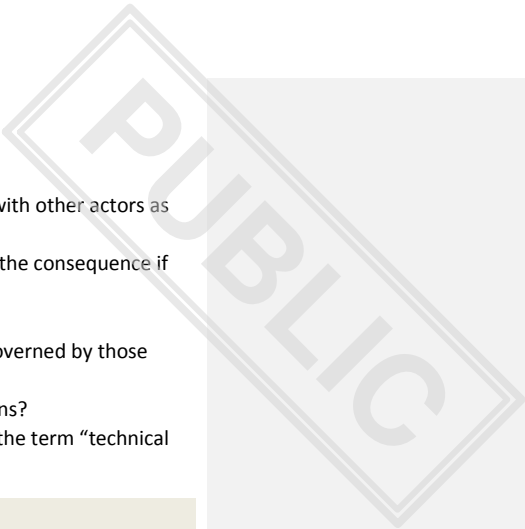 with other actors as
the consequence if
overned by those
ns?
the term “technical
PUBLIC